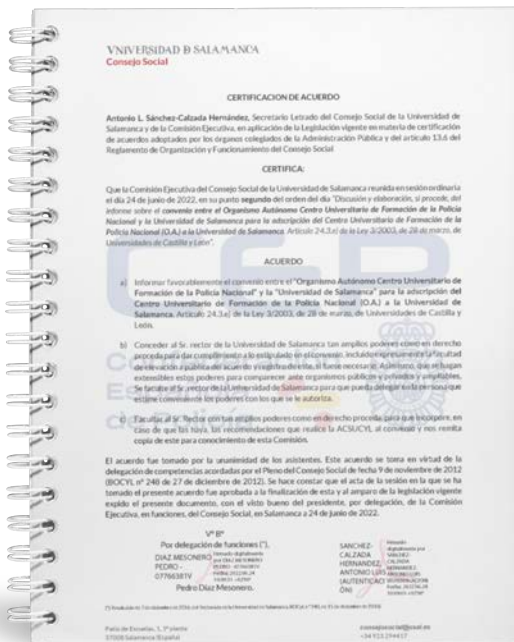 VNIVERSIDAD Ð SALAMANCA
Consejo Social
CERTIFICACION DE ACUERDO
Antonio L. Sánchez-Calzada Hernández, Secretario Letrado del Consejo Social de la Universidad de
Salamanca y de la Comisión Ejecutiva, en aplicación de la Legislación vigente en materia de certificación
de acuerdos adoptados por los órganos colegiados de la Administración Pública y del artículo 13.6 del
Reglamento de Organización y Funcionamiento del Consejo Social
CERTIFICA:
Que la Comisión Ejecutiva del Consejo Social de la Universidad de Salamanca reunida en sesión ordinaria
el día 24 de junio de 2022, en su punto segundo del orden del día "Discusión y elaboración, si procede, del
informe sobre el convenio entre el Organismo Autónomo Centro Universitario de Formación de la Policía
Nacional y la Universidad de Salamanca para la adscripción del Centro Universitario de Formación de la
Policía Nacional (O.A.) a la Universidad de Salamanca. Artículo 24.3.e) de la Ley 3/2003, de 28 de marzo, de
Universidades de Castilla y León".
ACUERDO
a) Informar favorablemente el convenio entre el "Organismo Autónomo Centro Universitario de
Formación de la Policía Nacional" y la "Universidad de Salamanca" para la adscripción del
Centro Universitario de Formación de la Policía Nacional (O.A.) a la Universidad de
Salamanca. Artículo 24.3.e) de la Ley 3/2003, de 28 de marzo, de Universidades de Castilla y
León.
b) Conceder al Sr. rector de la Universidad de Salamanca tan amplios poderes como en derecho
proceda para dar cumplimiento a lo estipulado en el convenio, incluido expresamente la facultad
de elevación a pública del acuerdo y registro de este, si fuese necesario. Asimismo, que se hagan
extensibles estos poderes para comparecer ante organismos públicos y privados y ampliables.
Se faculta al Sr. rector de la Universidad de Salamanca para que pueda delegar en la persona que
estime conveniente los poderes con los que se le autoriza.
c) Facultar al Sr. Rector con tan amplios poderes como en derecho proceda, para que incorpore, en
caso de que las haya, las recomendaciones que realice la ACSUCYL al convenio y nos remita
copia de este para conocimiento de esta Comisión.
El acuerdo fue tomado por la unanimidad de los asistentes. Este acuerdo se toma en virtud de la
delegación de competencias acordadas por el Pleno del Consejo Social de fecha 9 de noviembre de 2012
(BOCYL nº 248 de 27 de diciembre de 2012). Se hace constar que el acta de la sesión en la que se ha
tomado el presente acuerdo fue aprobada a la finalización de esta y al amparo de la legislación vigente
expido el presente documento, con el visto bueno del presidente, por delegación, de la Comisión
Ejecutiva, en funciones, del Consejo Social, en Salamanca a 24 de junio de 2022.
Vº Bº
Por delegación de funciones (*),
DIAZ MESONERO
PEDRO -
07766381V
Pedro Díaz Mesonero.
SANCHEZ-
CALZADA
HERNANDEZ
ANTONIO LUIS
(AUTENTICACI
ÓN)
Patio de Escuelas, 3, 3ª planta
37008 Salamanca (España)
consejosocial@usal.es
+34 923 294417